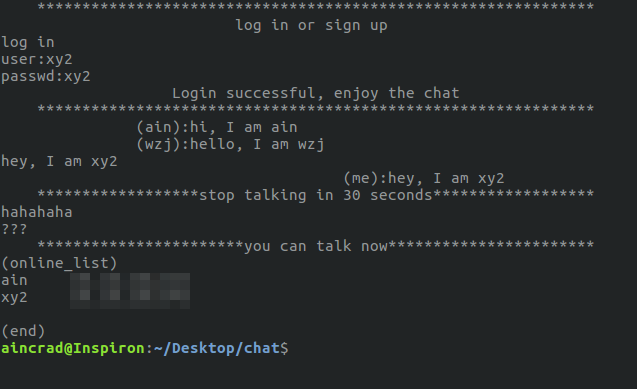 **************************************************************
log in or sign up
log in
user:xy2
passwd:xy2
Login successful, enjoy the chat
**************************************************************
(ain):hi, I am ain
(wzj):hello, I am wzj
hey, I am xy2
(me):hey, I am xy2
******************stop talking in 30 seconds******************
hahahaha
???
***********************you can talk now***********************
(online_list)
ain
xy2
(end)
aincrad@Inspiron:~/Desktop/chat$